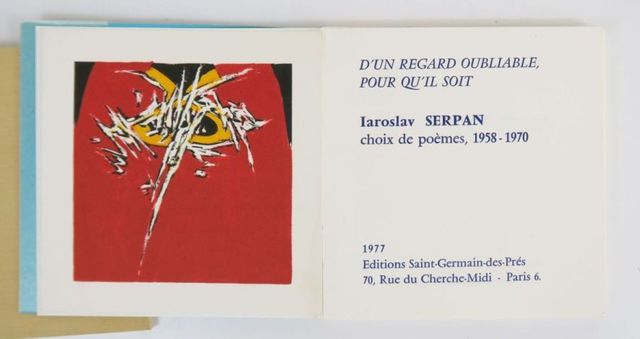 D'UN REGARD OUBLIABLE,
POUR QU'IL SOIT
Iaroslav SERPAN
choix de poèmes, 1958-1970
1977
Editions Saint-Germain-des-Prés
70, Rue du Cherche-Midi - Paris 6.